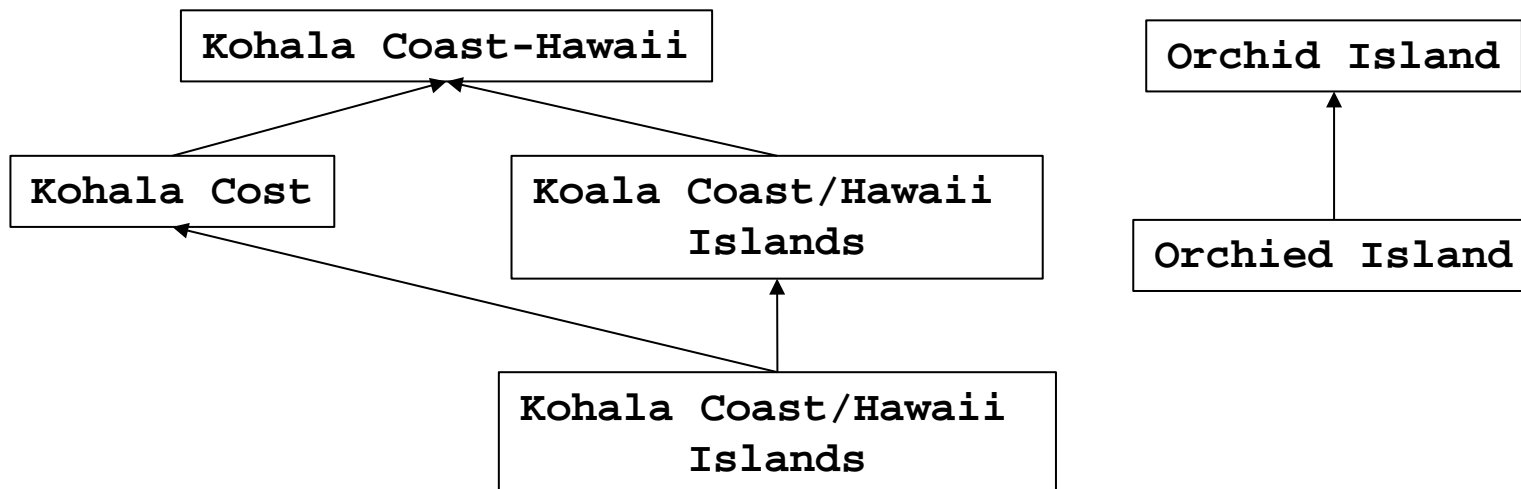 Kohala Coast-Hawaii
Orchid Island
Kohala Cost
Koala Coast/Hawaii
Islands
Orchied Island
Kohala Coast/Hawaii
Islands